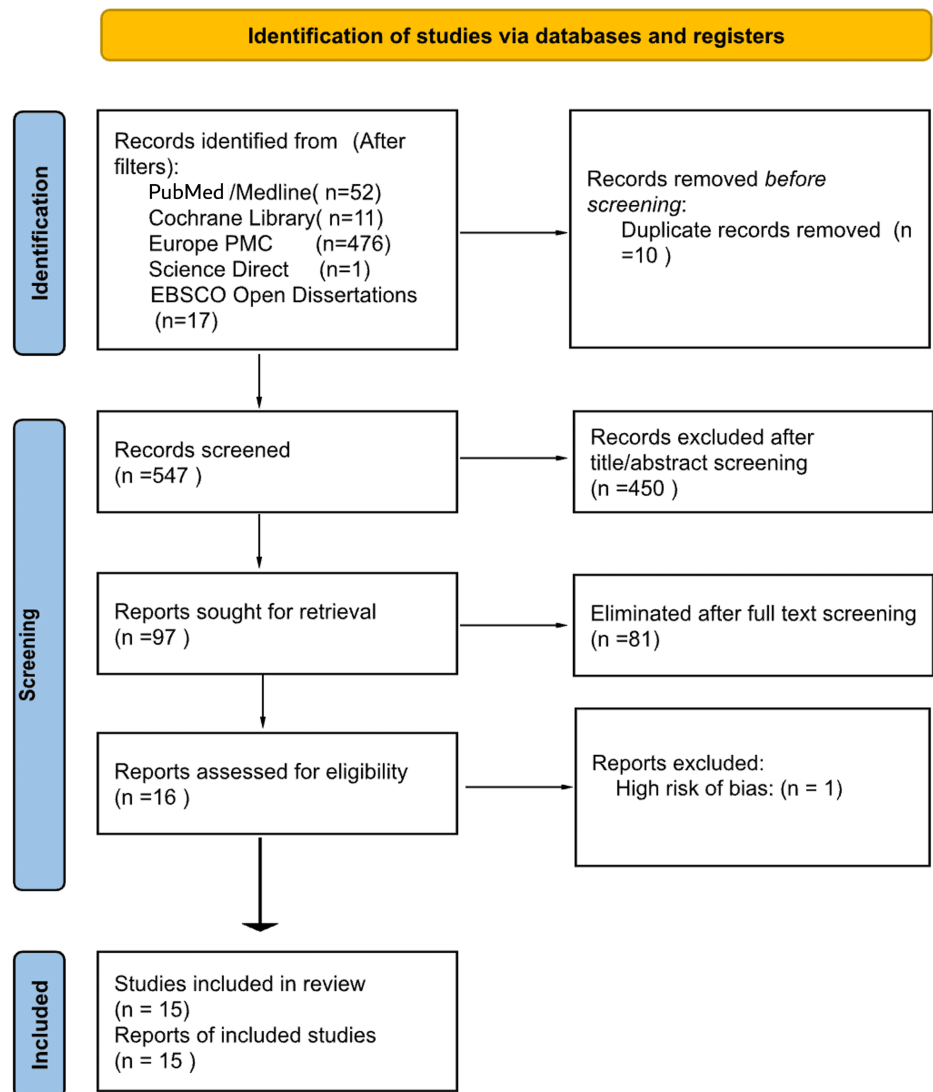 Identification of studies via databases and registers
Identification
Records identified from (After
filters):
PubMed /Medline( n=52)
Cochrane Library( n=11)
Europe PMC (n=476)
Science Direct (n=1)
EBSCO Open Dissertations
(n=17)
Records removed before
screening:
Duplicate records removed (n
=10 )
Screening
Records screened
(n =547 )
Records excluded after
title/abstract screening
(n =450 )
Reports sought for retrieval
(n =97 )
Eliminated after full text screening
(n =81)
Reports assessed for eligibility
(n =16 )
Reports excluded:
High risk of bias: (n = 1)
Included
Studies included in review
(n = 15)
Reports of included studies
(n = 15 )